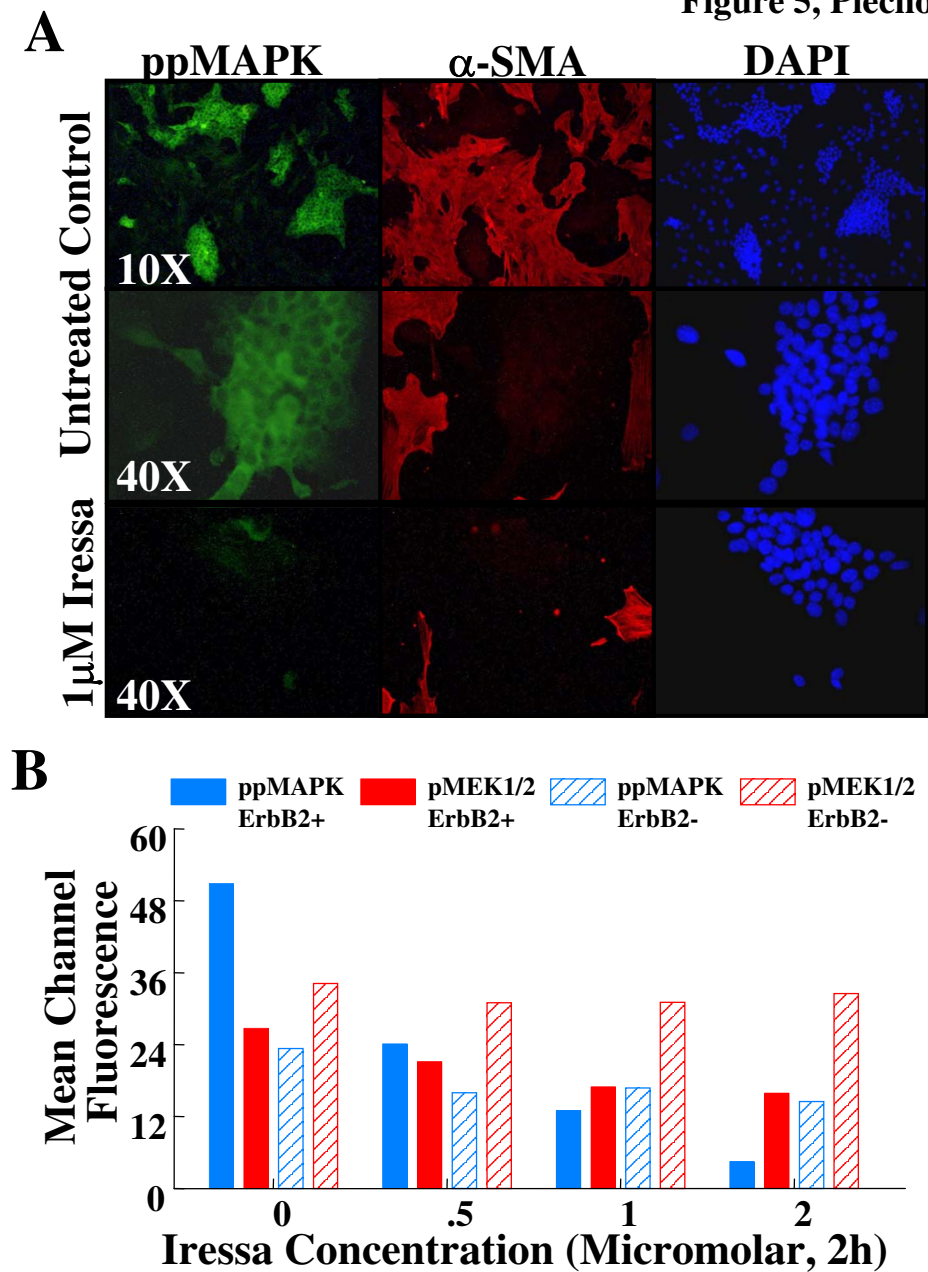 Figure 5, Piecho
A
ppMAPK α-SMA DAPI
Untreated Control
10X
40X
1μM Iressa
40X
B
ppMAPK ErbB2+
pMEK1/2 ErbB2+
ppMAPK ErbB2-
pMEK1/2 ErbB2-
Mean Channel
Fluorescence
60
48
36
24
12
0
0 .5 1 2
Iressa Concentration (Micromolar, 2h)